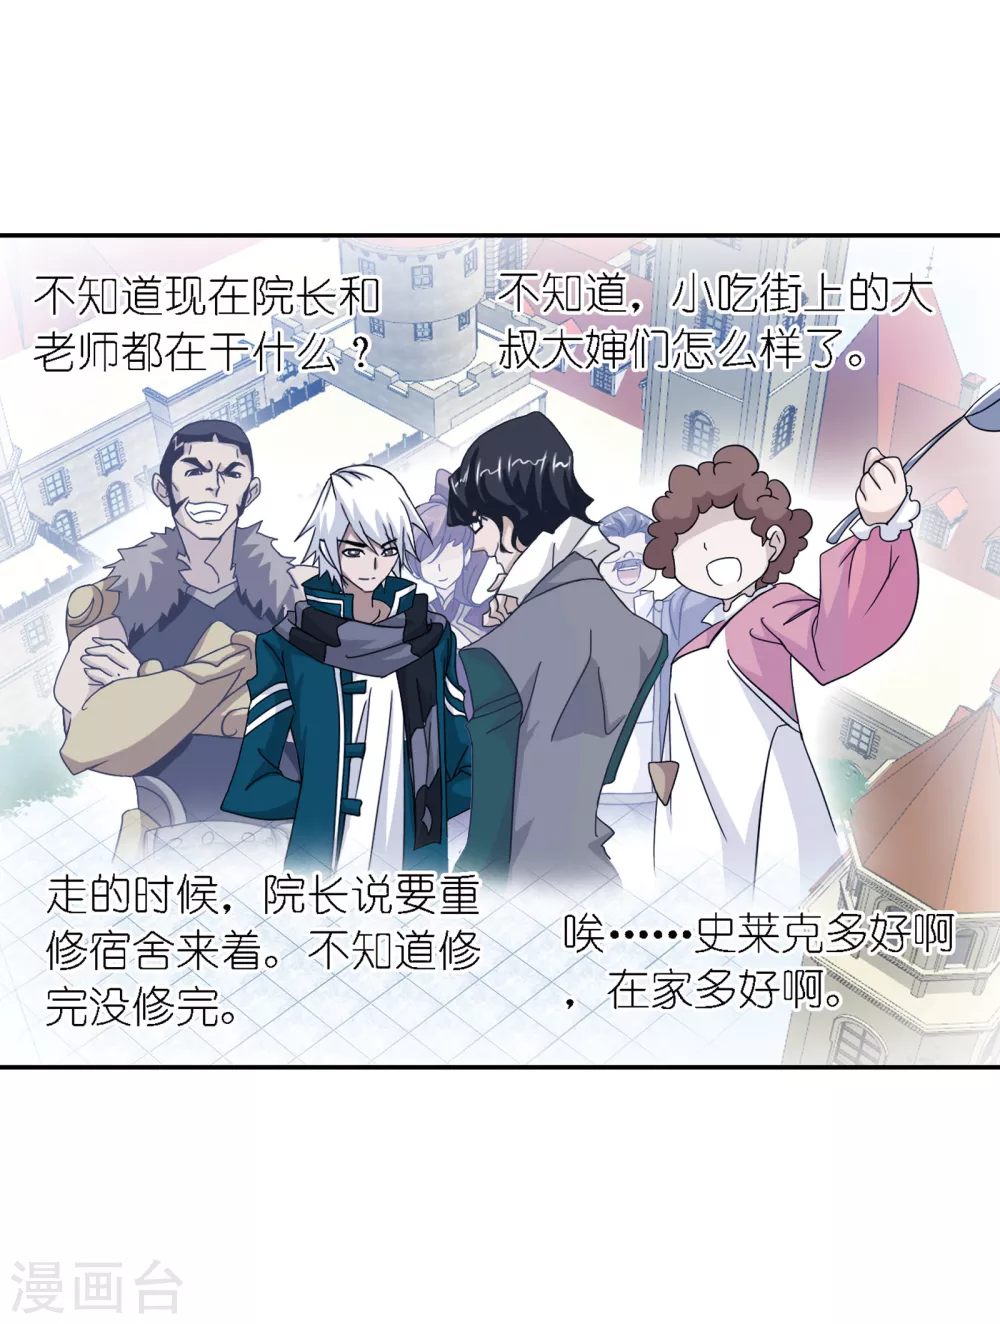 不知道现在院长和
老师都在干什么？
不知道，小吃街上的大
叔大婶们怎么样了。
走的时候，院长说要重
修宿舍来着。不知道修
完没修完。
唉……史莱克多好啊
，在家多好啊。
漫画台